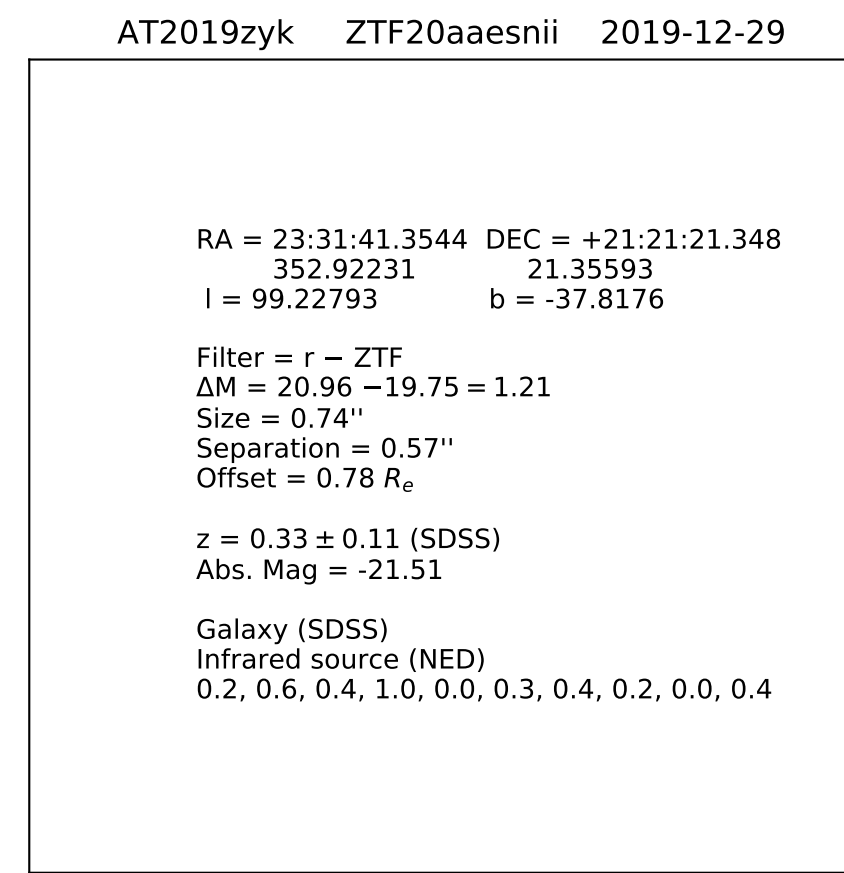 AT2019zyk ZTF20aaesnii 2019-12-29
RA = 23:31:41.3544 DEC = +21:21:21.348
352.92231 21.35593
l = 99.22793 b = -37.8176
Filter = r − ZTF
ΔM = 20.96 −19.75 = 1.21
Size = 0.74''
Separation = 0.57''
Offset = 0.78 Rₑ
z = 0.33 ± 0.11 (SDSS)
Abs. Mag = -21.51
Galaxy (SDSS)
Infrared source (NED)
0.2, 0.6, 0.4, 1.0, 0.0, 0.3, 0.4, 0.2, 0.0, 0.4